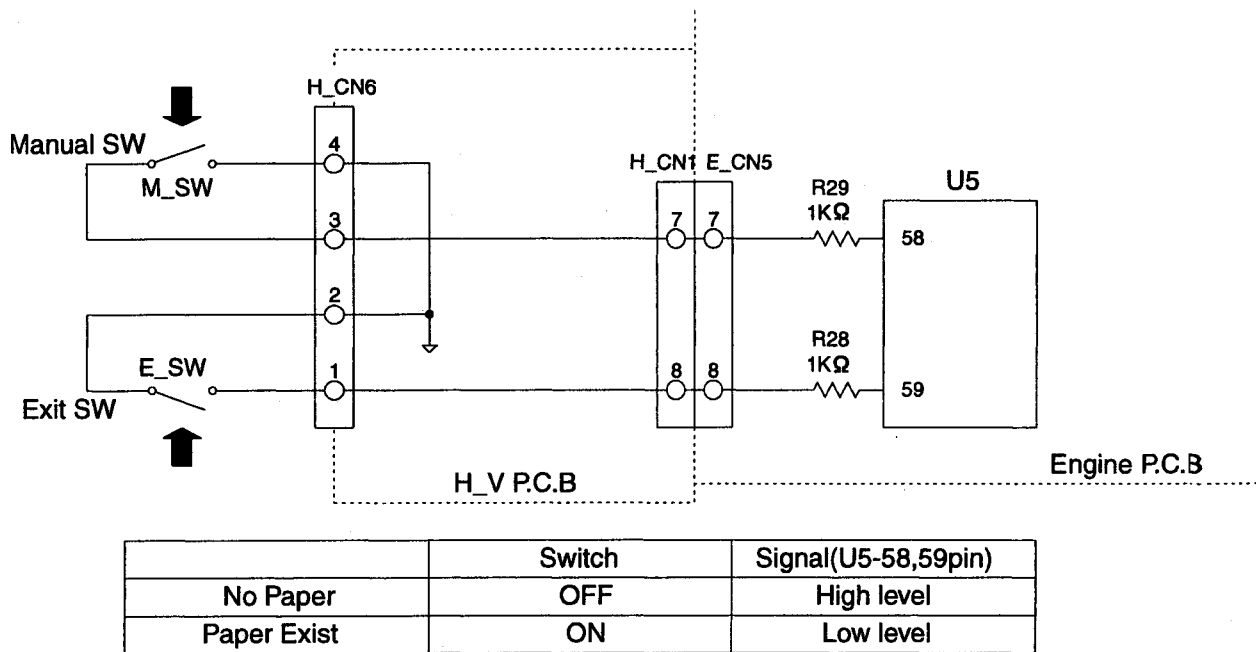 H_CN6
Manual SW
M_SW
4
3
2
1
E_SW
Exit SW
H_CN1 E_CN5
7 7
8 8
R29
1KΩ
R28
1KΩ
U5
58
59
H_V P.C.B
Engine P.C.B
Switch Signal(U5-58,59pin)
No Paper OFF High level
Paper Exist ON Low level